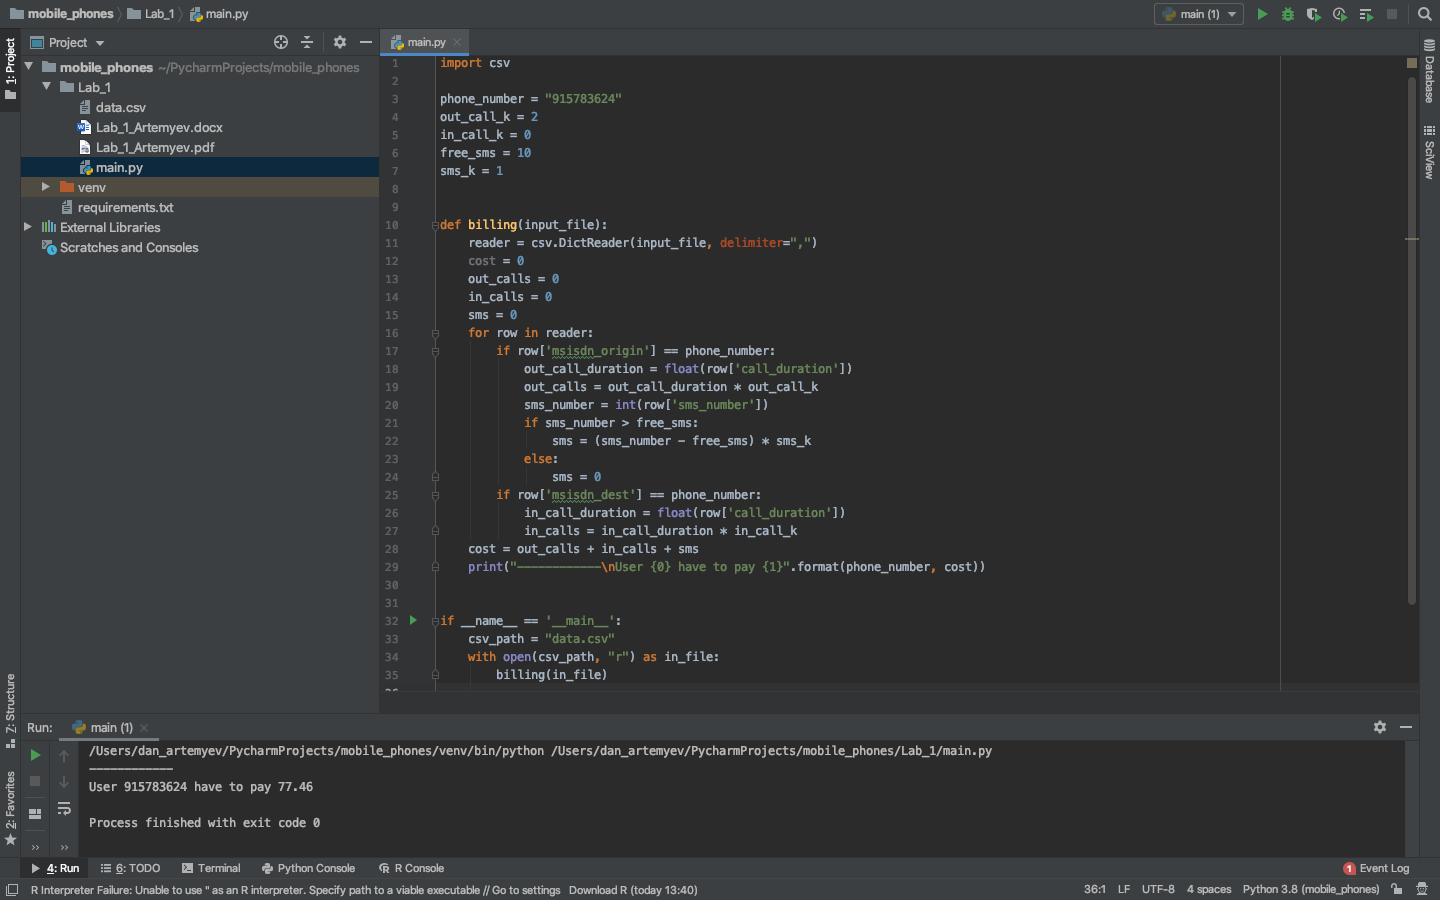 mobile_phones Lab_1 main.py
main (1)
1: Project
Project
main.py
mobile_phones ~/PycharmProjects/mobile_phones
Lab_1
data.csv
Lab_1_Artemyev.docx
Lab_1_Artemyev.pdf
main.py
venv
requirements.txt
External Libraries
Scratches and Consoles
Z: Structure
2: Favorites
Database
SciView
1 import csv
2
3 phone_number = "915783624"
4 out_call_k = 2
5 in_call_k = 0
6 free_sms = 10
7 sms_k = 1
8
9
10 def billing(input_file):
11     reader = csv.DictReader(input_file, delimiter=",")
12     cost = 0
13     out_calls = 0
14     in_calls = 0
15     sms = 0
16     for row in reader:
17         if row['msisdn_origin'] == phone_number:
18             out_call_duration = float(row['call_duration'])
19             out_calls = out_call_duration * out_call_k
20             sms_number = int(row['sms_number'])
21             if sms_number > free_sms:
22                 sms = (sms_number - free_sms) * sms_k
23             else:
24                 sms = 0
25         if row['msisdn_dest'] == phone_number:
26             in_call_duration = float(row['call_duration'])
27             in_calls = in_call_duration * in_call_k
28     cost = out_calls + in_calls + sms
29     print("------------\nUser {0} have to pay {1}".format(phone_number, cost))
30
31
32 if __name__ == '__main__':
33     csv_path = "data.csv"
34     with open(csv_path, "r") as in_file:
35         billing(in_file)
36
Run: main (1)
/Users/dan_artemyev/PycharmProjects/mobile_phones/venv/bin/python /Users/dan_artemyev/PycharmProjects/mobile_phones/Lab_1/main.py
------------
User 915783624 have to pay 77.46
Process finished with exit code 0
4: Run 6: TODO Terminal Python Console R Console 1 Event Log
R Interpreter Failure: Unable to use '' as an R interpreter. Specify path to a viable executable // Go to settings Download R (today 13:40) 36:1 LF UTF-8 4 spaces Python 3.8 (mobile_phones)